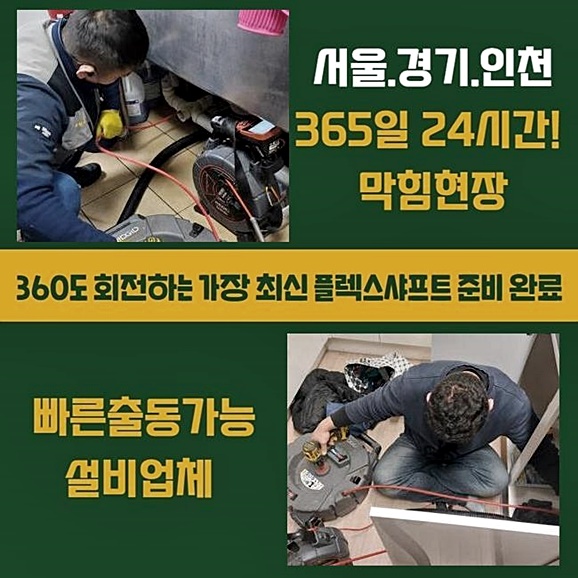 서울.경기.인천
365일 24시간!
막힘현장
360도 회전하는 가장 최신 플렉스샤프트 준비 완료
빠른출동가능
설비업체